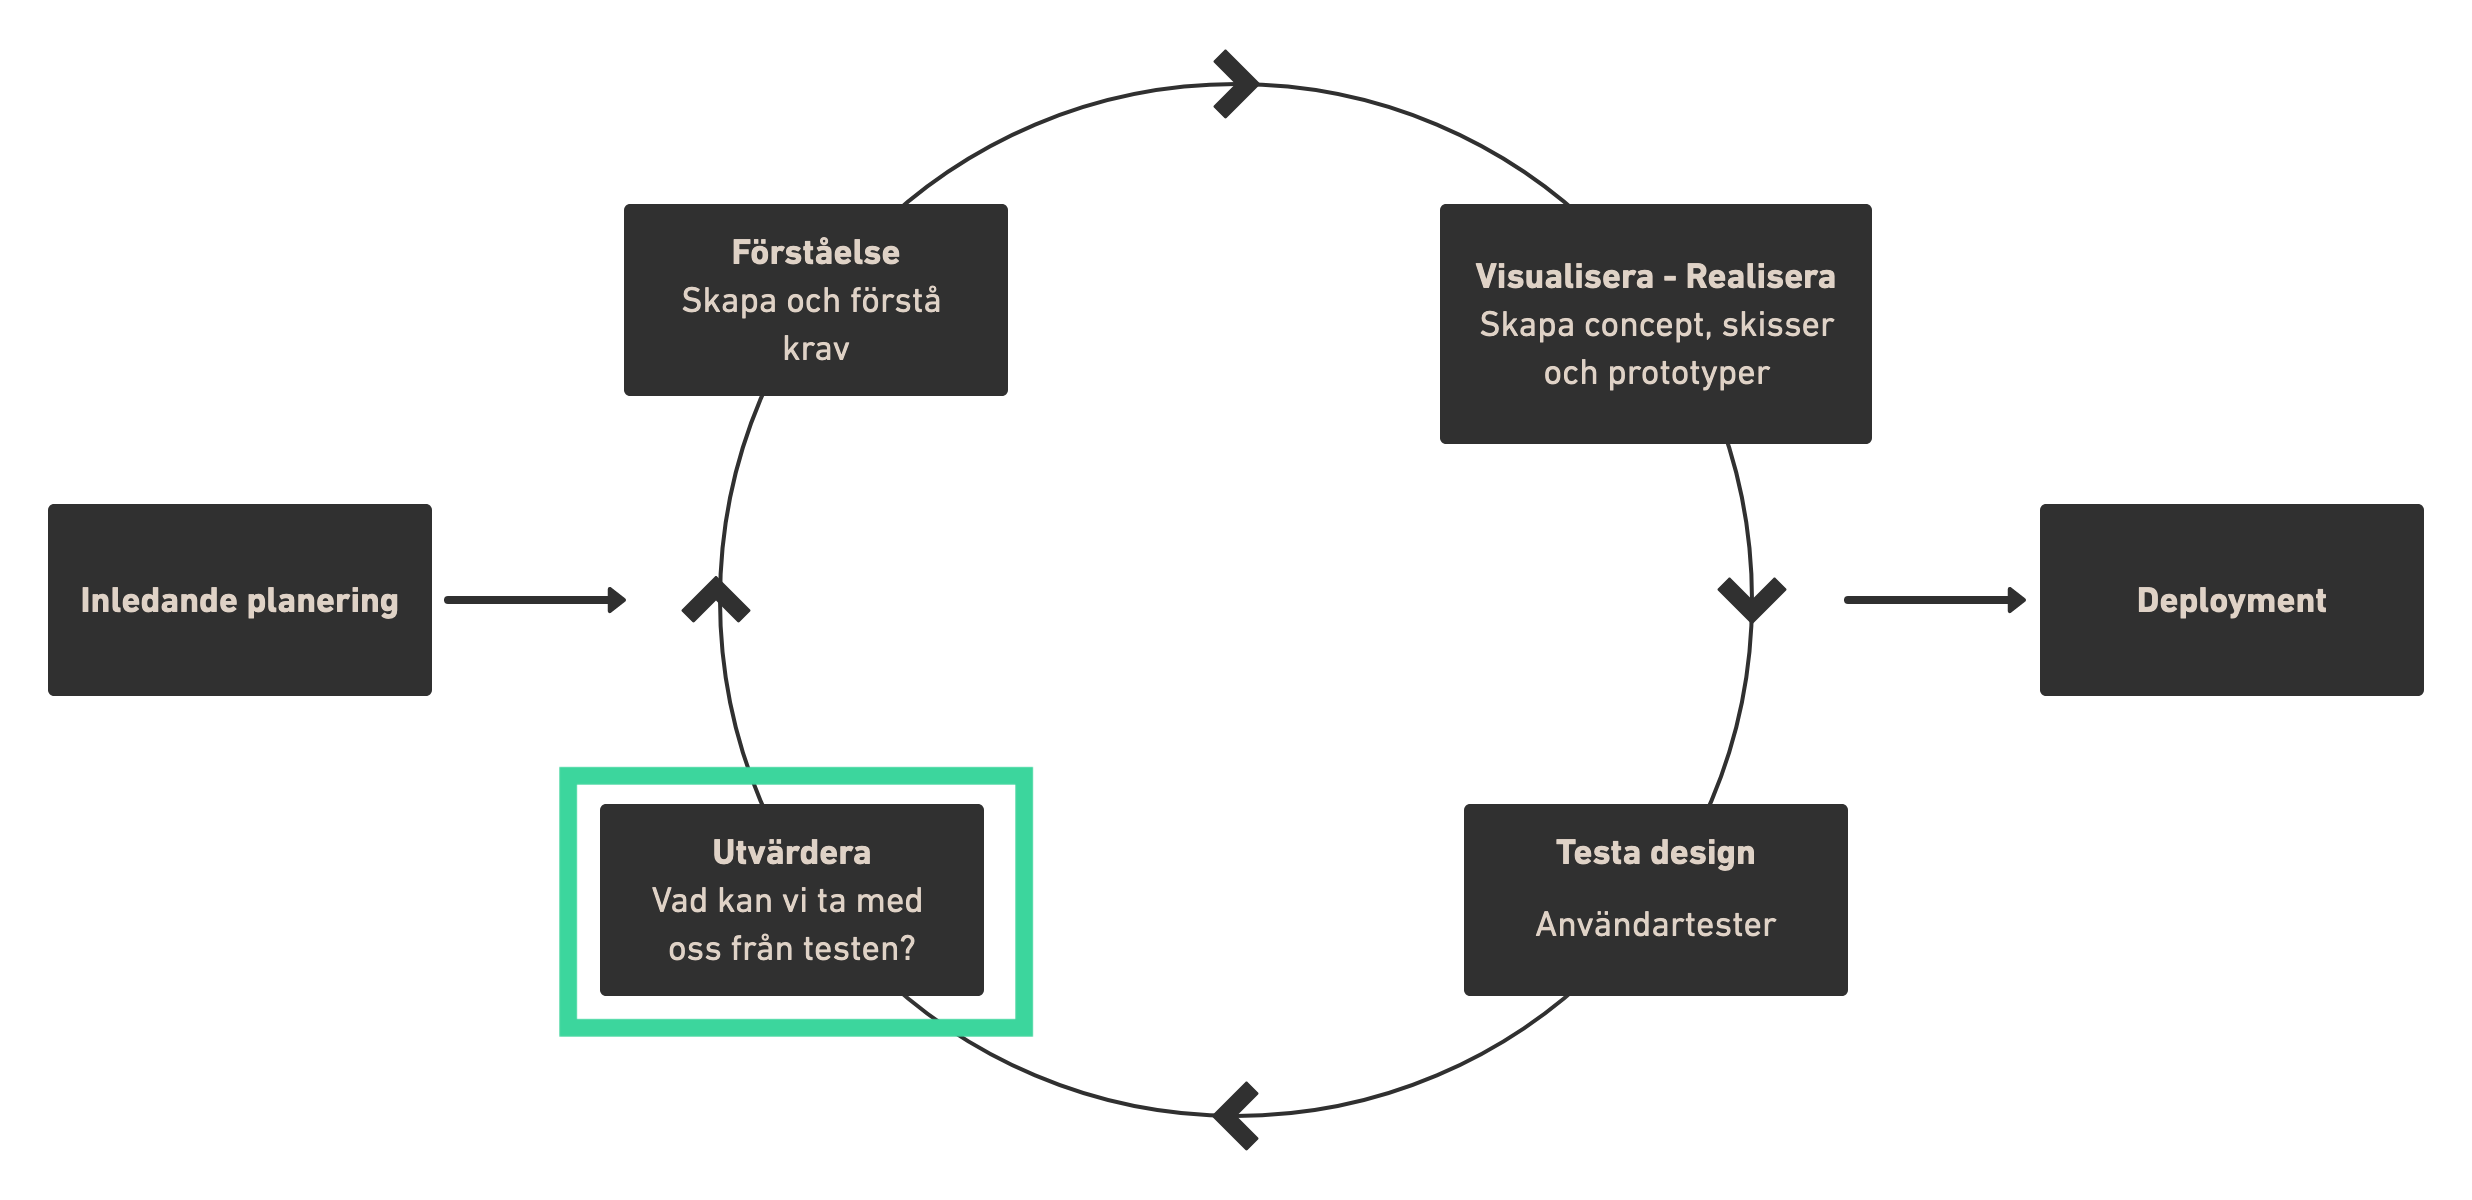 Förståelse
Skapa och förstå
krav
Visualisera - Realisera
Skapa concept, skisser
och prototyper
Inledande planering
Deployment
Utvärdera
Vad kan vi ta med
oss från testen?
Testa design
Användartester